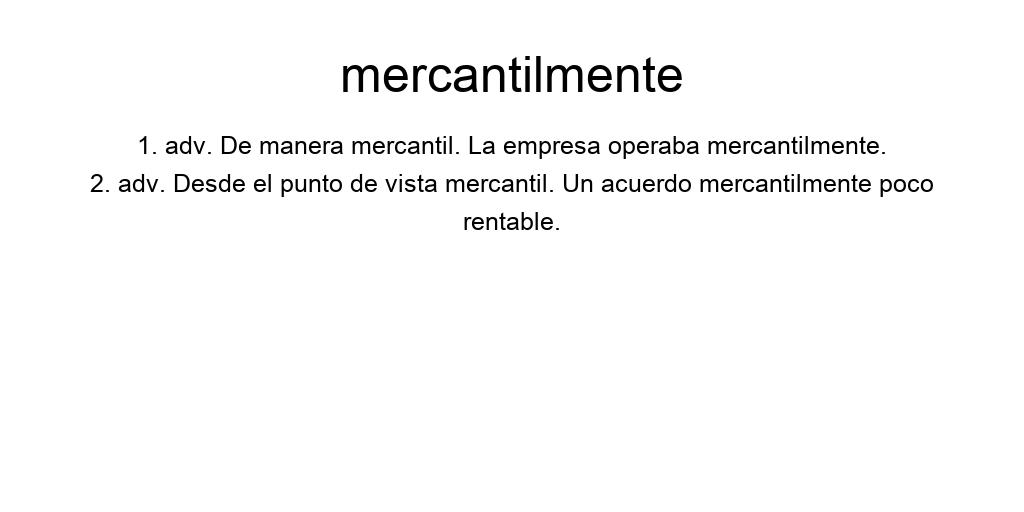 mercantilmente
1. adv. De manera mercantil. La empresa operaba mercantilmente.
2. adv. Desde el punto de vista mercantil. Un acuerdo mercantilmente poco
rentable.